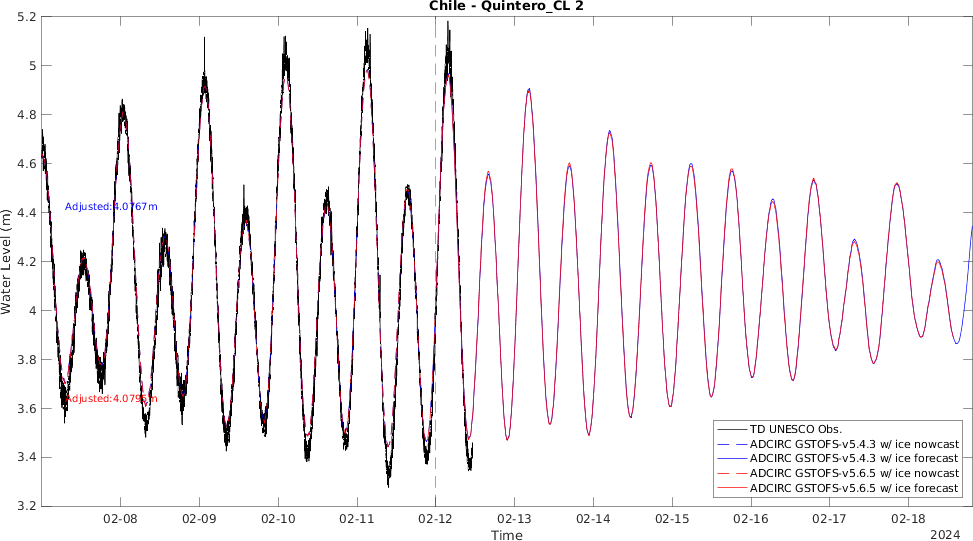 Chile - Quintero_CL 2
5.2
5
4.8
4.6
4.4
4.2
4
3.8
3.6
3.4
3.2
Water Level (m)
Adjusted:4.0767m
Adjusted:4.0795m
TD UNESCO Obs.
ADCIRC GSTOFS-v5.4.3 w/ ice nowcast
ADCIRC GSTOFS-v5.4.3 w/ ice forecast
ADCIRC GSTOFS-v5.6.5 w/ ice nowcast
ADCIRC GSTOFS-v5.6.5 w/ ice forecast
02-08 02-09 02-10 02-11 02-12 02-13 02-14 02-15 02-16 02-17 02-18
Time
2024